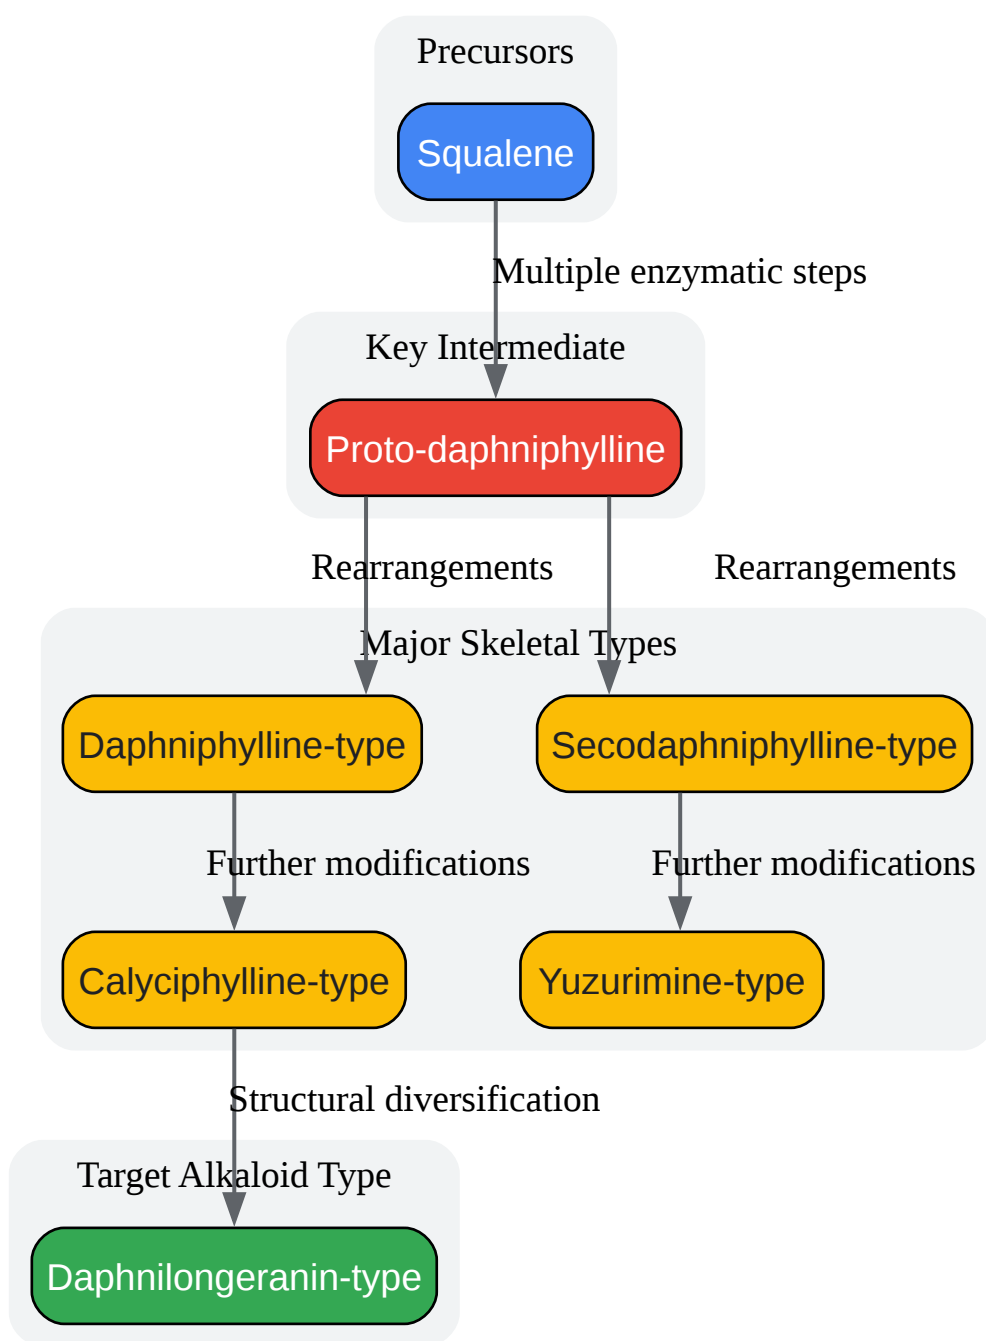 Precursors
Squalene
Multiple enzymatic steps
Key Intermediate
Proto-daphniphylline
Rearrangements
Rearrangements
Major Skeletal Types
Daphniphylline-type
Secodaphniphylline-type
Further modifications
Further modifications
Calyciphylline-type
Yuzurimine-type
Structural diversification
Target Alkaloid Type
Daphnilongeranin-type